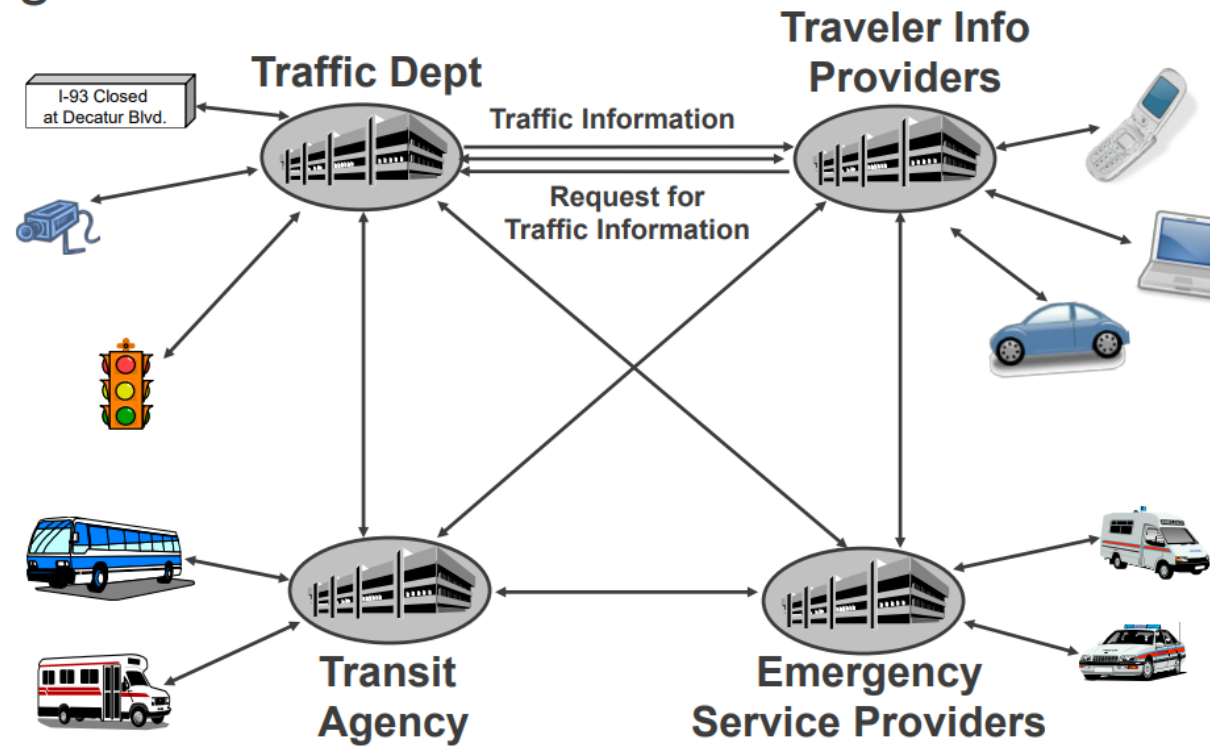 Traffic Dept
Traveler Info
Providers
I-93 Closed
at Decatur Blvd.
Traffic Information
Request for
Traffic Information
Transit
Agency
Emergency
Service Providers